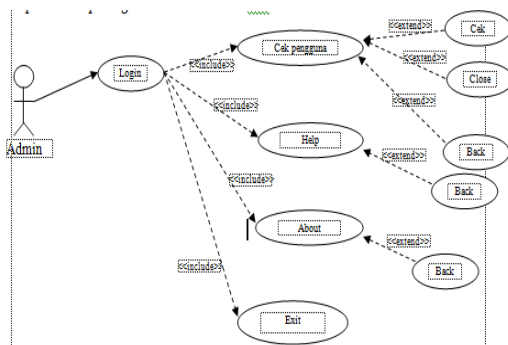 <<extend>>
Cek
Cek pengguna
<<extend>>
Login
<<include>>
Close
<<extend>>
<<include>>
Admin
Help
<<extend>>
Back
<<include>>
Back
About
<<extend>>
<<include>>
Back
Exit